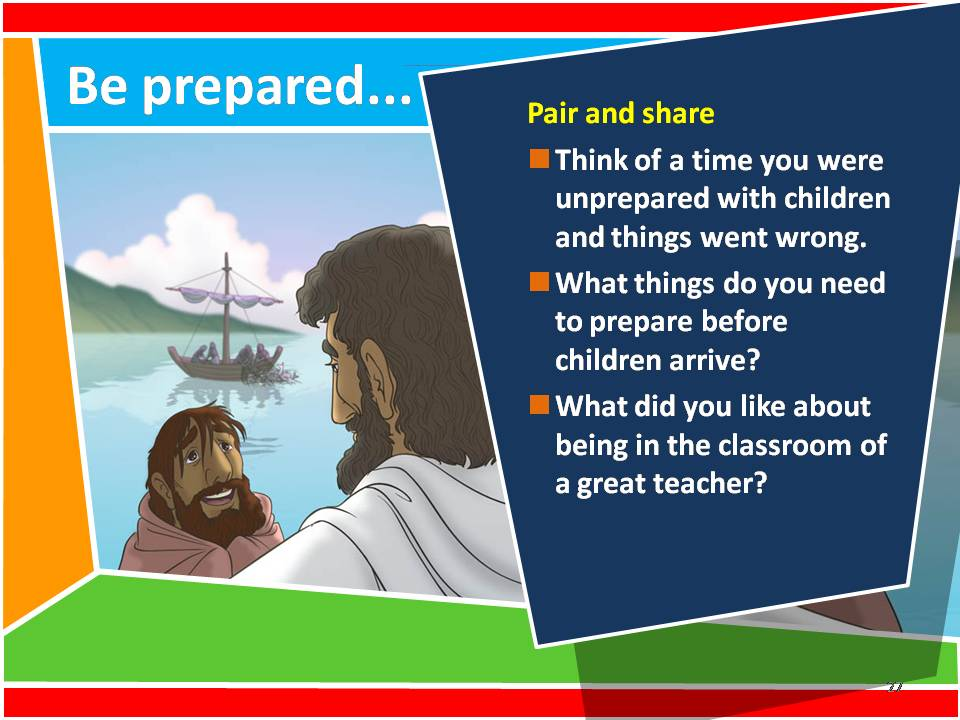 Be prepared...
Pair and share
Think of a time you were
unprepared with children
and things went wrong.
What things do you need
to prepare before
children arrive?
What did you like about
being in the classroom of
a great teacher?